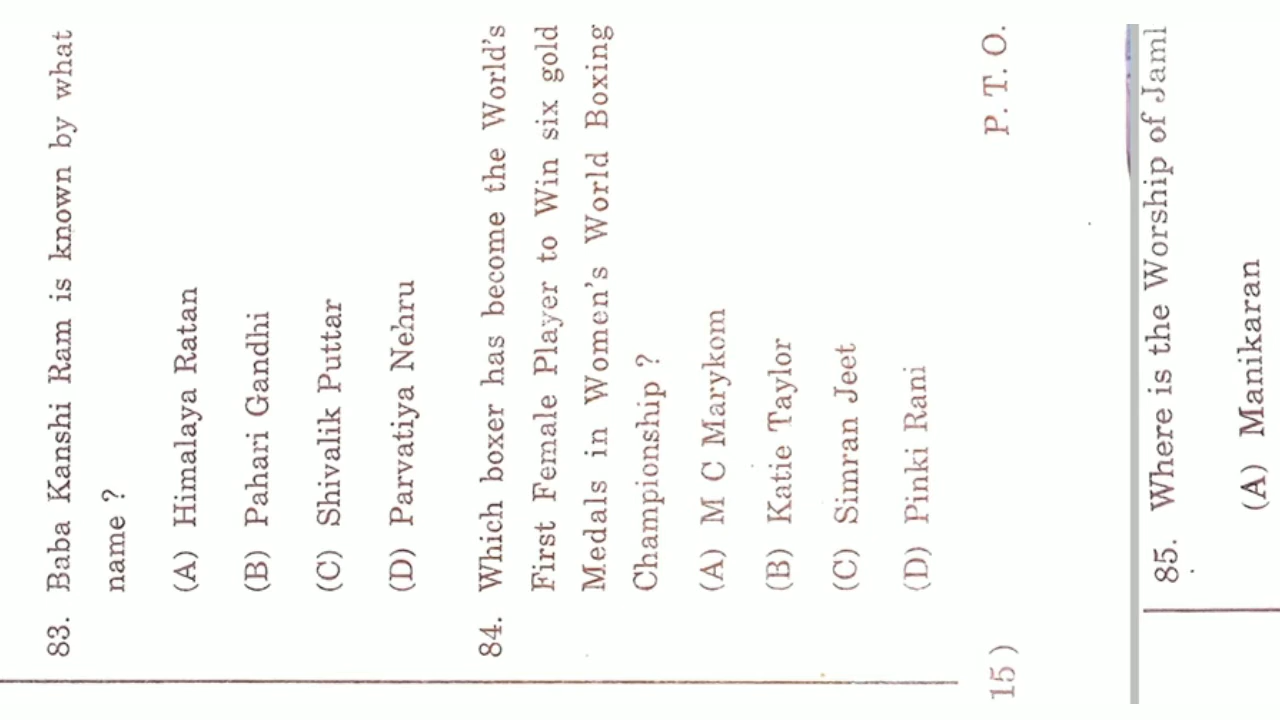 83. Baba Kanshi Ram is known by what
name ?
(A) Himalaya Ratan
(B) Pahari Gandhi
(C) Shivalik Puttar
(D) Parvatiya Nehru
84. Which boxer has become the World's
First Female Player to Win six gold
Medals in Women's World Boxing
Championship ?
(A) M C Marykom
(B) Katie Taylor
(C) Simran Jeet
(D) Pinki Rani
15 )
P. T. O.
85. Where is the Worship of Jaml
(A) Manikaran